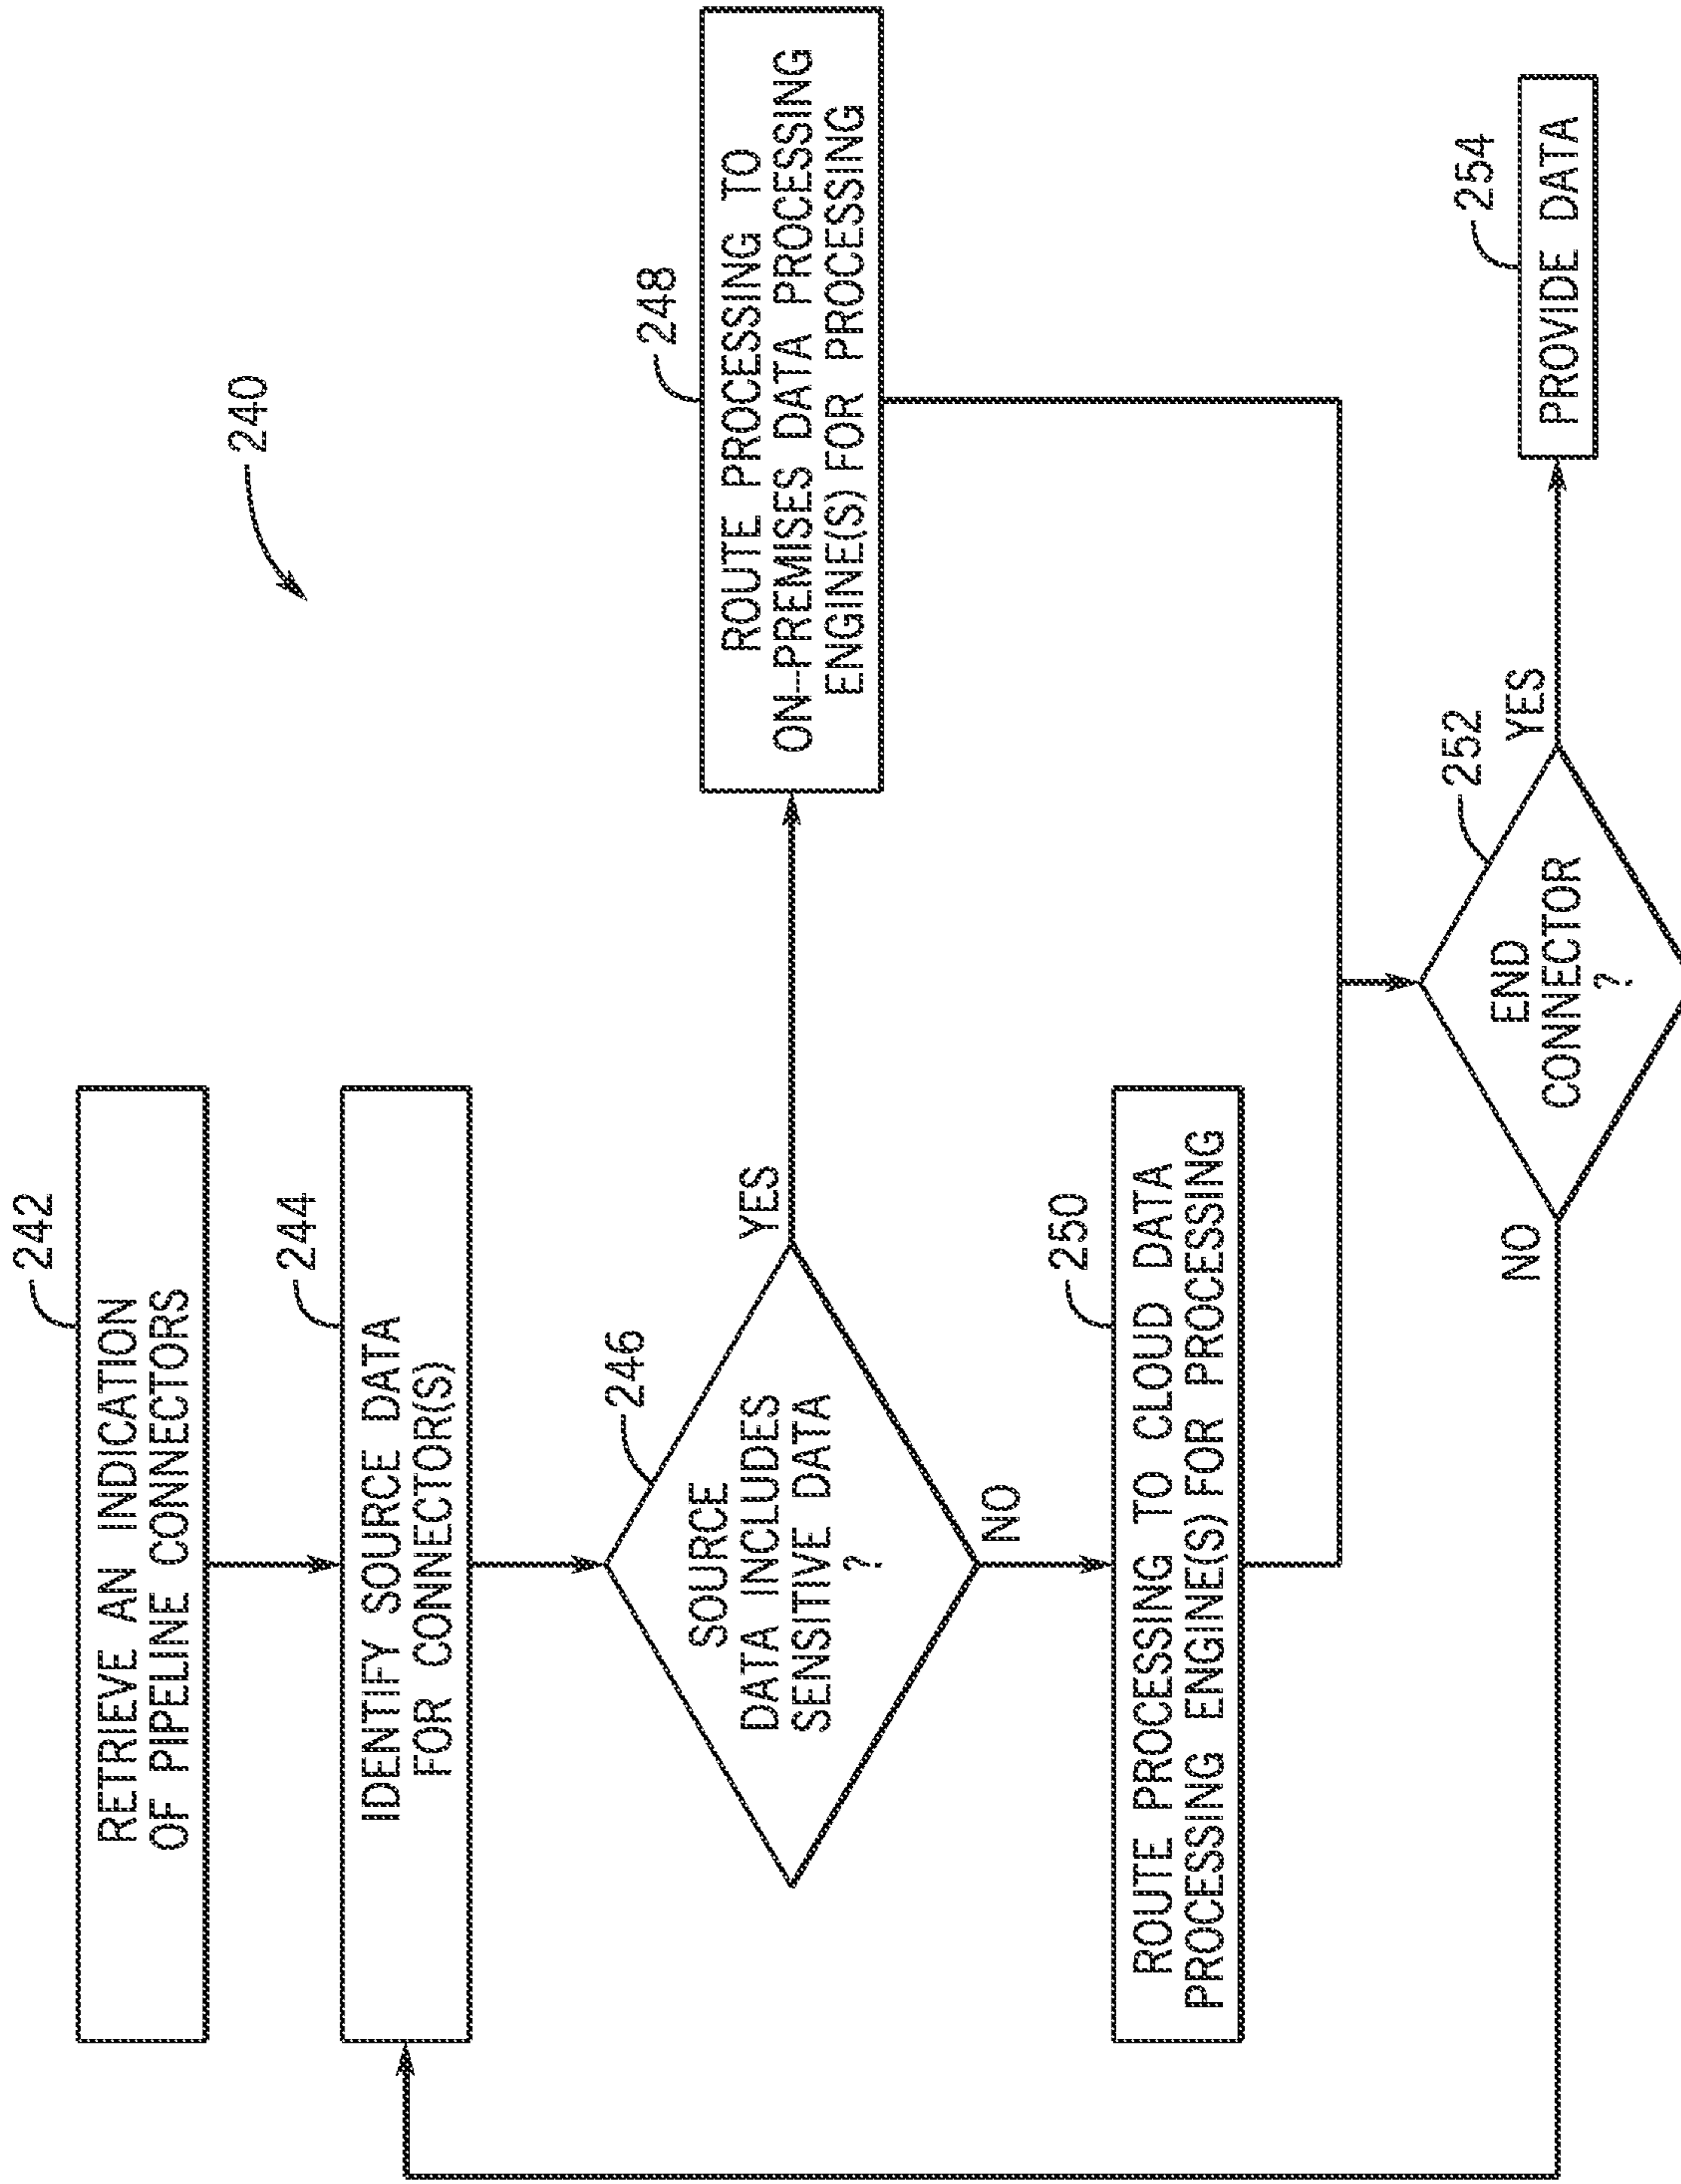 240
242
RETRIEVE AN INDICATION
OF PIPELINE CONNECTORS
244
IDENTIFY SOURCE DATA
FOR CONNECTOR(S)
246
SOURCE
DATA INCLUDES
SENSITIVE DATA
?
YES
NO
248
ROUTE PROCESSING TO
ON-PREMISES DATA PROCESSING
ENGINE(S) FOR PROCESSING
250
ROUTE PROCESSING TO CLOUD DATA
PROCESSING ENGINE(S) FOR PROCESSING
252
END
CONNECTOR
?
NO
YES
254
PROVIDE DATA